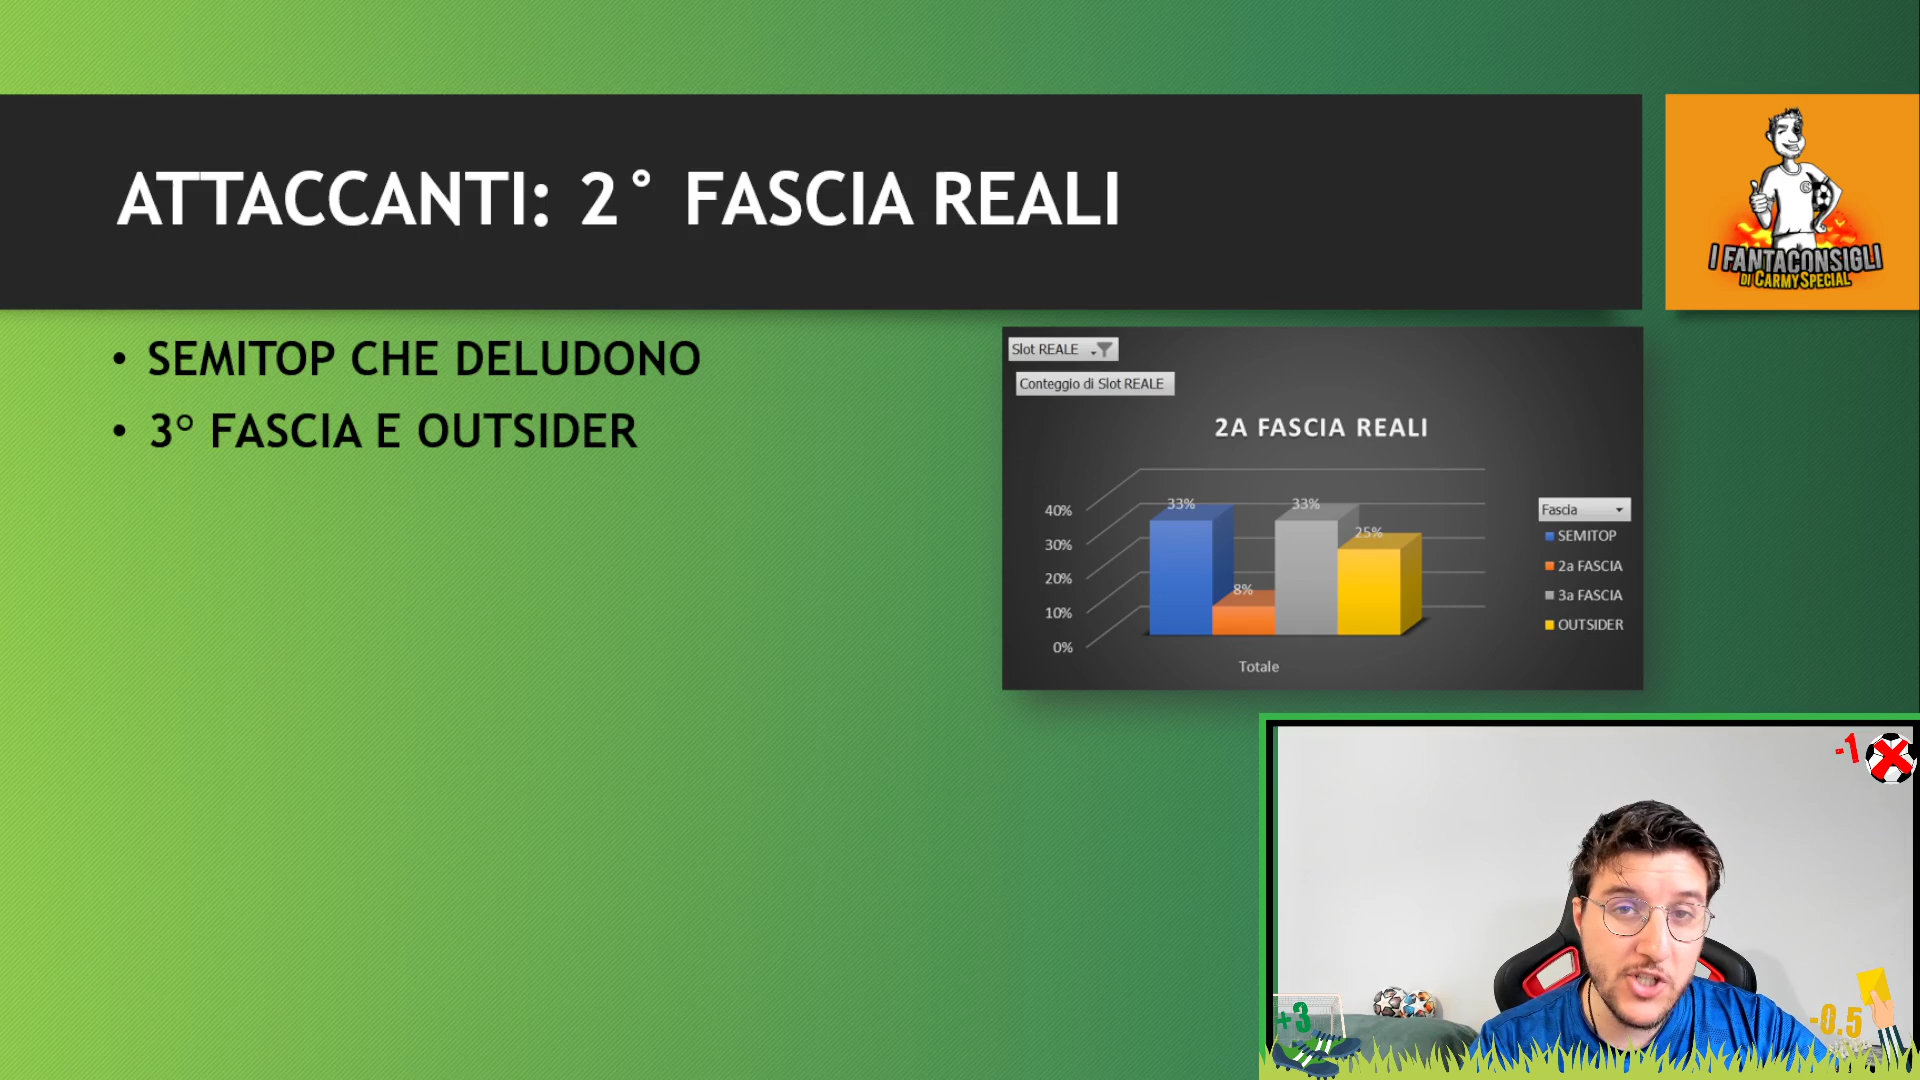 ATTACCANTI: 2° FASCIA REALI
I FANTACONSIGLI
DI CARMYSPECIAL
• SEMITOP CHE DELUDONO
• 3° FASCIA E OUTSIDER
Slot REALE
Conteggio di Slot REALE
2A FASCIA REALI
40%
30%
20%
10%
0%
33%
8%
33%
25%
Totale
Fascia
SEMITOP
2a FASCIA
3a FASCIA
OUTSIDER
-1
+3
-0.5